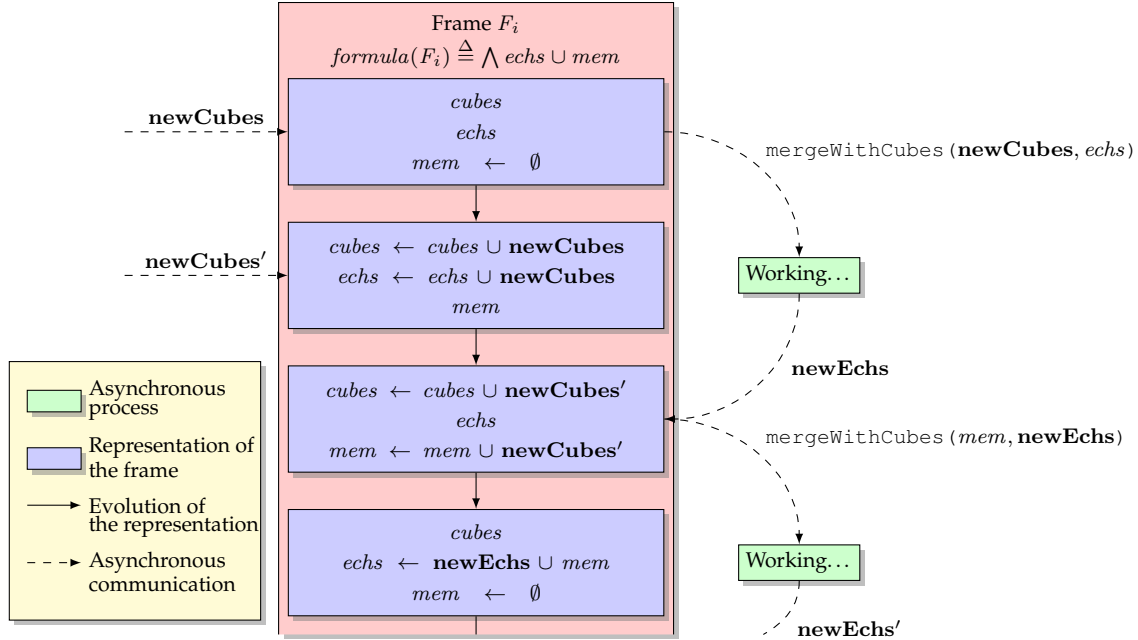 Frame F_i
formula(F_i) ≜ ⋀ echs ∪ mem
newCubes
cubes
echs
mem ← ∅
mergeWithCubes(newCubes, echs)
newCubes'
cubes ← cubes ∪ newCubes
echs ← echs ∪ newCubes
mem
Working...
newEchs
cubes ← cubes ∪ newCubes'
echs
mem ← mem ∪ newCubes'
mergeWithCubes(mem, newEchs)
cubes
echs ← newEchs ∪ mem
mem ← ∅
Working...
newEchs'
Asynchronous
process
Representation of
the frame
Evolution of
the representation
Asynchronous
communication